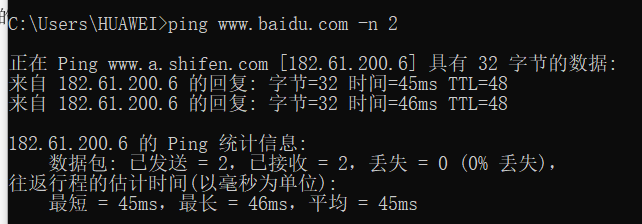 C:\Users\HUAWEI>ping www.baidu.com -n 2
正在 Ping www.a.shifen.com [182.61.200.6] 具有 32 字节的数据:
来自 182.61.200.6 的回复: 字节=32 时间=45ms TTL=48
来自 182.61.200.6 的回复: 字节=32 时间=46ms TTL=48
182.61.200.6 的 Ping 统计信息:
数据包: 已发送 = 2，已接收 = 2，丢失 = 0 (0% 丢失)，
往返行程的估计时间(以毫秒为单位):
最短 = 45ms，最长 = 46ms，平均 = 45ms